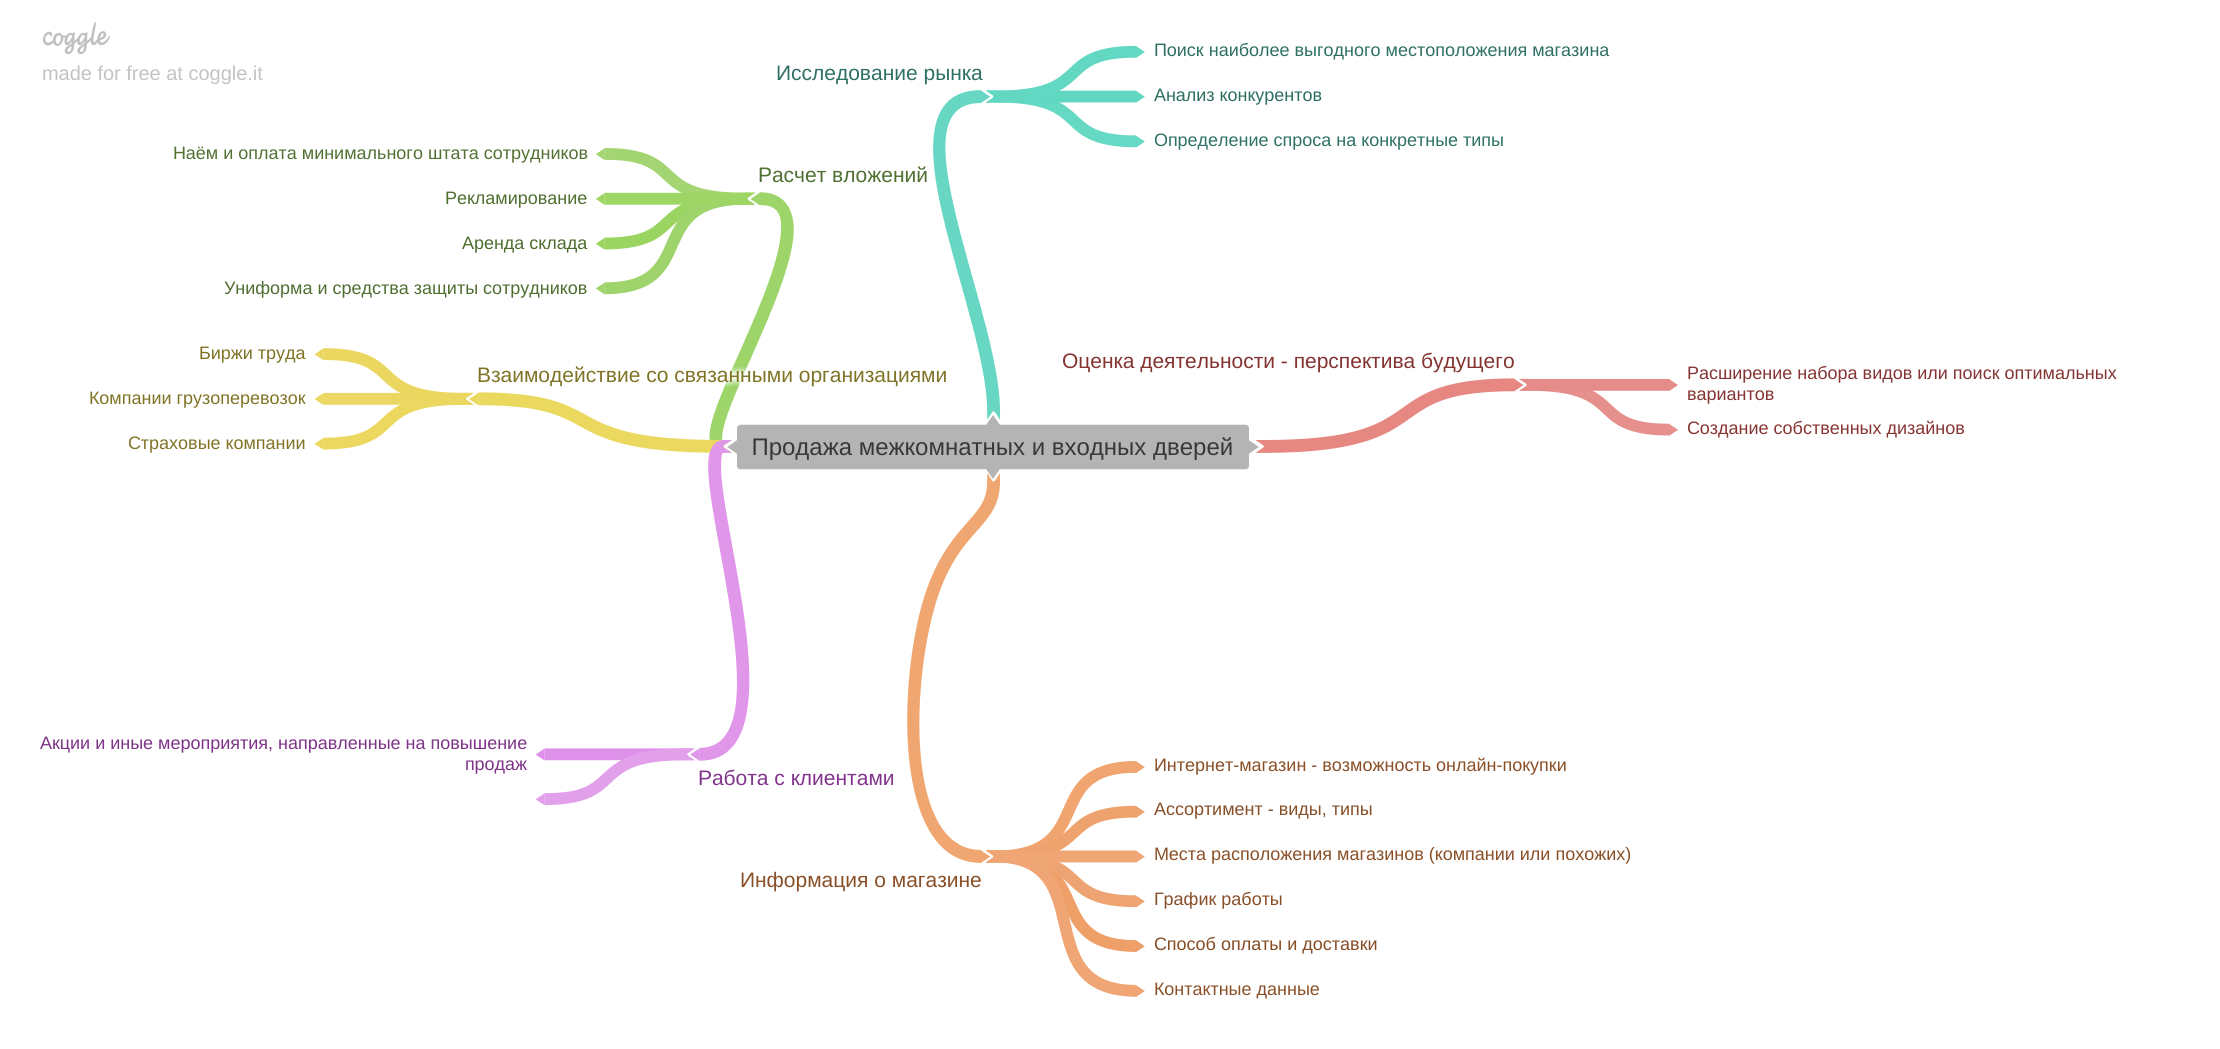 coggle
made for free at coggle.it
Исследование рынка
Поиск наиболее выгодного местоположения магазина
Анализ конкурентов
Определение спроса на конкретные типы
Расчет вложений
Наём и оплата минимального штата сотрудников
Рекламирование
Аренда склада
Униформа и средства защиты сотрудников
Взаимодействие со связанными организациями
Биржи труда
Компании грузоперевозок
Страховые компании
Оценка деятельности - перспектива будущего
Расширение набора видов или поиск оптимальных
вариантов
Создание собственных дизайнов
Продажа межкомнатных и входных дверей
Работа с клиентами
Акции и иные мероприятия, направленные на повышение
продаж
Информация о магазине
Интернет-магазин - возможность онлайн-покупки
Ассортимент - виды, типы
Места расположения магазинов (компании или похожих)
График работы
Способ оплаты и доставки
Контактные данные